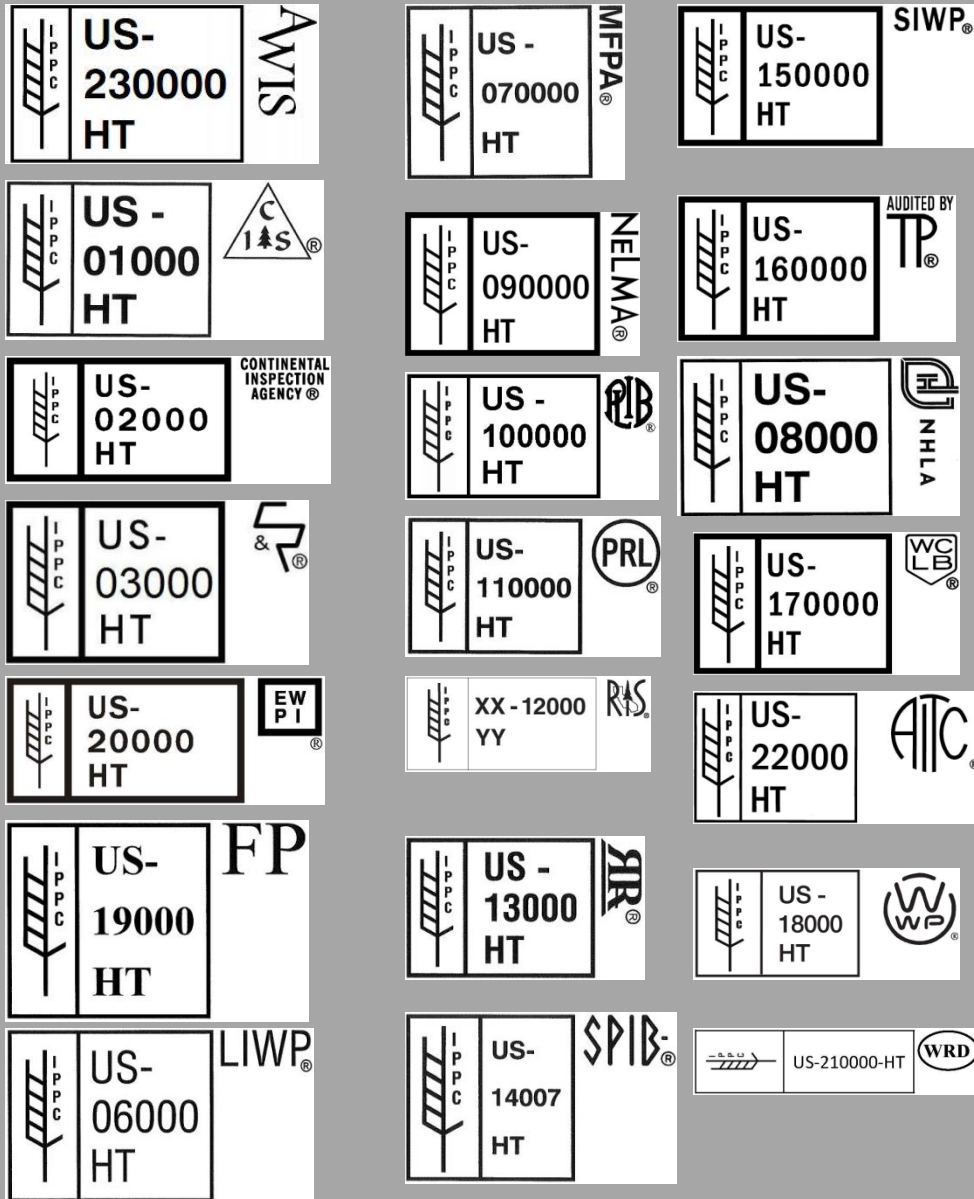 IPPC
US-
230000
HT
AWIS
IPPC
US -
01000
HT
C
I S ®
IPPC
US-
02000
HT
CONTINENTAL
INSPECTION
AGENCY ®
IPPC
US-
03000
HT
&
®
IPPC
US-
20000
HT
EW
PI
®
IPPC
US-
19000
HT
FP
IPPC
US-
06000
HT
LIWP®
IPPC
US -
070000
HT
MFPA®
IPPC
US-
090000
HT
NELMA®
IPPC
US -
100000
HT
PLIB
®
IPPC
US-
110000
HT
PRL
®
IPPC
XX - 12000
YY
RIS®
IPPC
US -
13000
HT
®
IPPC
US-
14007
HT
SPIB®
IPPC
US-
150000
HT
SIWP®
IPPC
US-
160000
HT
AUDITED BY
TP®
IPPC
US-
08000
HT
NHLA
IPPC
US-
170000
HT
WC
LB
®
IPPC
US-
22000
HT
AITC
®
IPPC
US -
18000
HT
W
WP
®
IPPC
US-210000-HT
WRD